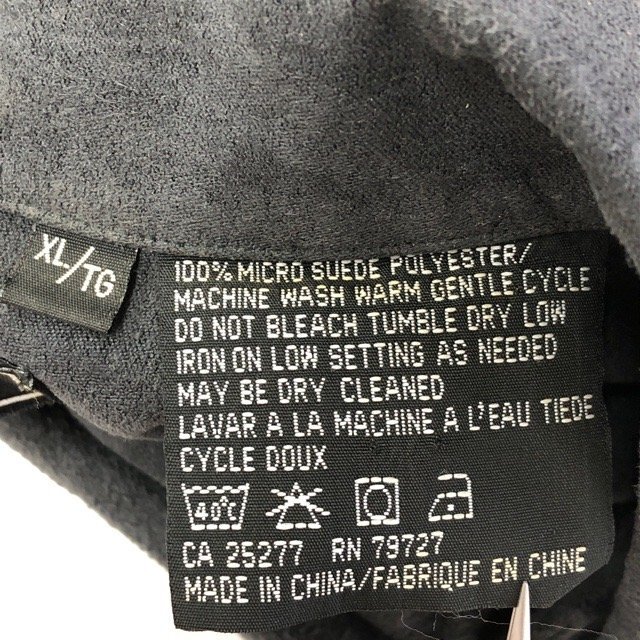 XL/TG
100% MICRO SUEDE POLYESTER/
MACHINE WASH WARM GENTLE CYCLE
DO NOT BLEACH TUMBLE DRY LOW
IRON ON LOW SETTING AS NEEDED
MAY BE DRY CLEANED
LAVAR A LA MACHINE A L'EAU TIEDE
CYCLE DOUX
40C
CA 25277 RN 79727
MADE IN CHINA/FABRIQUE EN CHINE